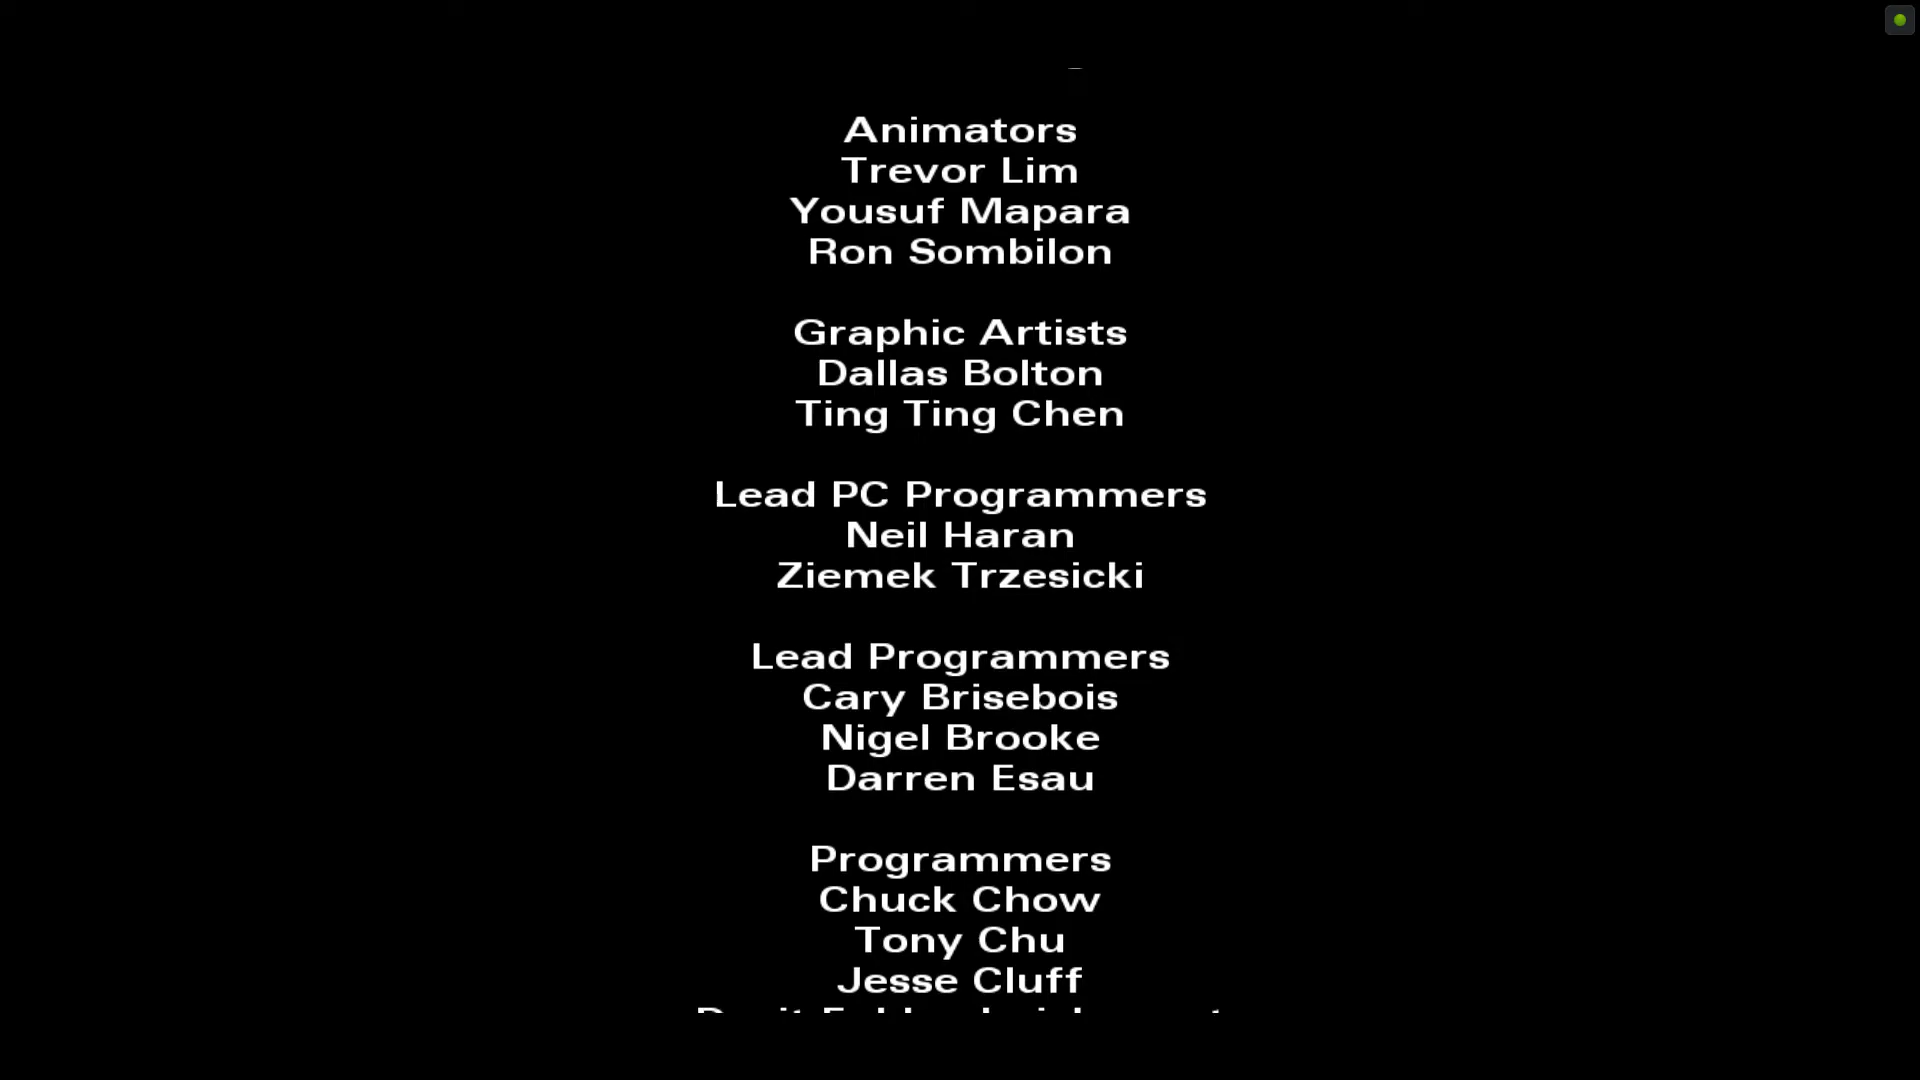 Animators
Trevor Lim
Yousuf Mapara
Ron Sombilon
Graphic Artists
Dallas Bolton
Ting Ting Chen
Lead PC Programmers
Neil Haran
Ziemek Trzesicki
Lead Programmers
Cary Brisebois
Nigel Brooke
Darren Esau
Programmers
Chuck Chow
Tony Chu
Jesse Cluff